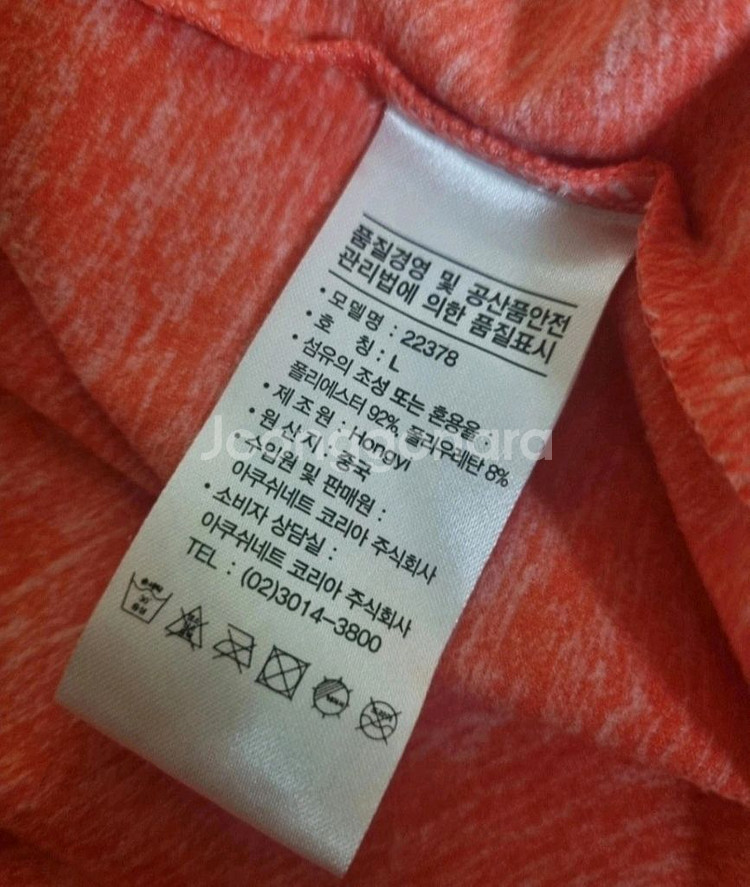 품질경영 및 공산품안전
관리법에 의한 품질표시
• 모델명 : 22378
• 호 칭 : L
• 섬유의 조성 또는 혼용율 :
폴리에스터 92%, 폴리우레탄 8%
• 제 조 원 : Hongyi
• 원 산 지 : 중국
• 수입원 및 판매원 :
아쿠쉬네트 코리아 주식회사
• 소비자 상담실 :
아쿠쉬네트 코리아 주식회사
TEL : (02)3014-3800
Joonggonara